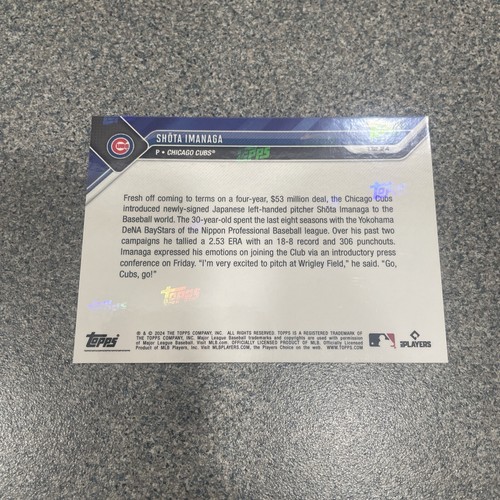 SHŌTA IMANAGA
P • CHICAGO CUBS®
TOPPS
Fresh off coming to terms on a four-year, $53 million deal, the Chicago Cubs
introduced newly-signed Japanese left-handed pitcher Shōta Imanaga to the
Baseball world. The 30-year-old spent the last eight seasons with the Yokohama
DeNA BayStars of the Nippon Professional Baseball league. Over his past two
campaigns he tallied a 2.53 ERA with an 18-8 record and 306 punchouts.
Imanaga expressed his emotions on joining the Club via an introductory press
conference on Friday. "I'm very excited to pitch at Wrigley Field," he said. "Go,
Cubs, go!"
Topps
Topps
® & © 2024 THE TOPPS COMPANY, INC. ALL RIGHTS RESERVED. TOPPS IS A REGISTERED TRADEMARK OF
THE TOPPS COMPANY, INC. Major League Baseball trademarks and copyrights are used with permission
of Major League Baseball. Visit MLB.com. OFFICIALLY LICENSED PRODUCT OF MLB. Officially Licensed
Product of MLB Players, Inc. Visit MLBPLAYERS.com, the Players Choice on the web. WWW.TOPPS.COM
PLAYERS